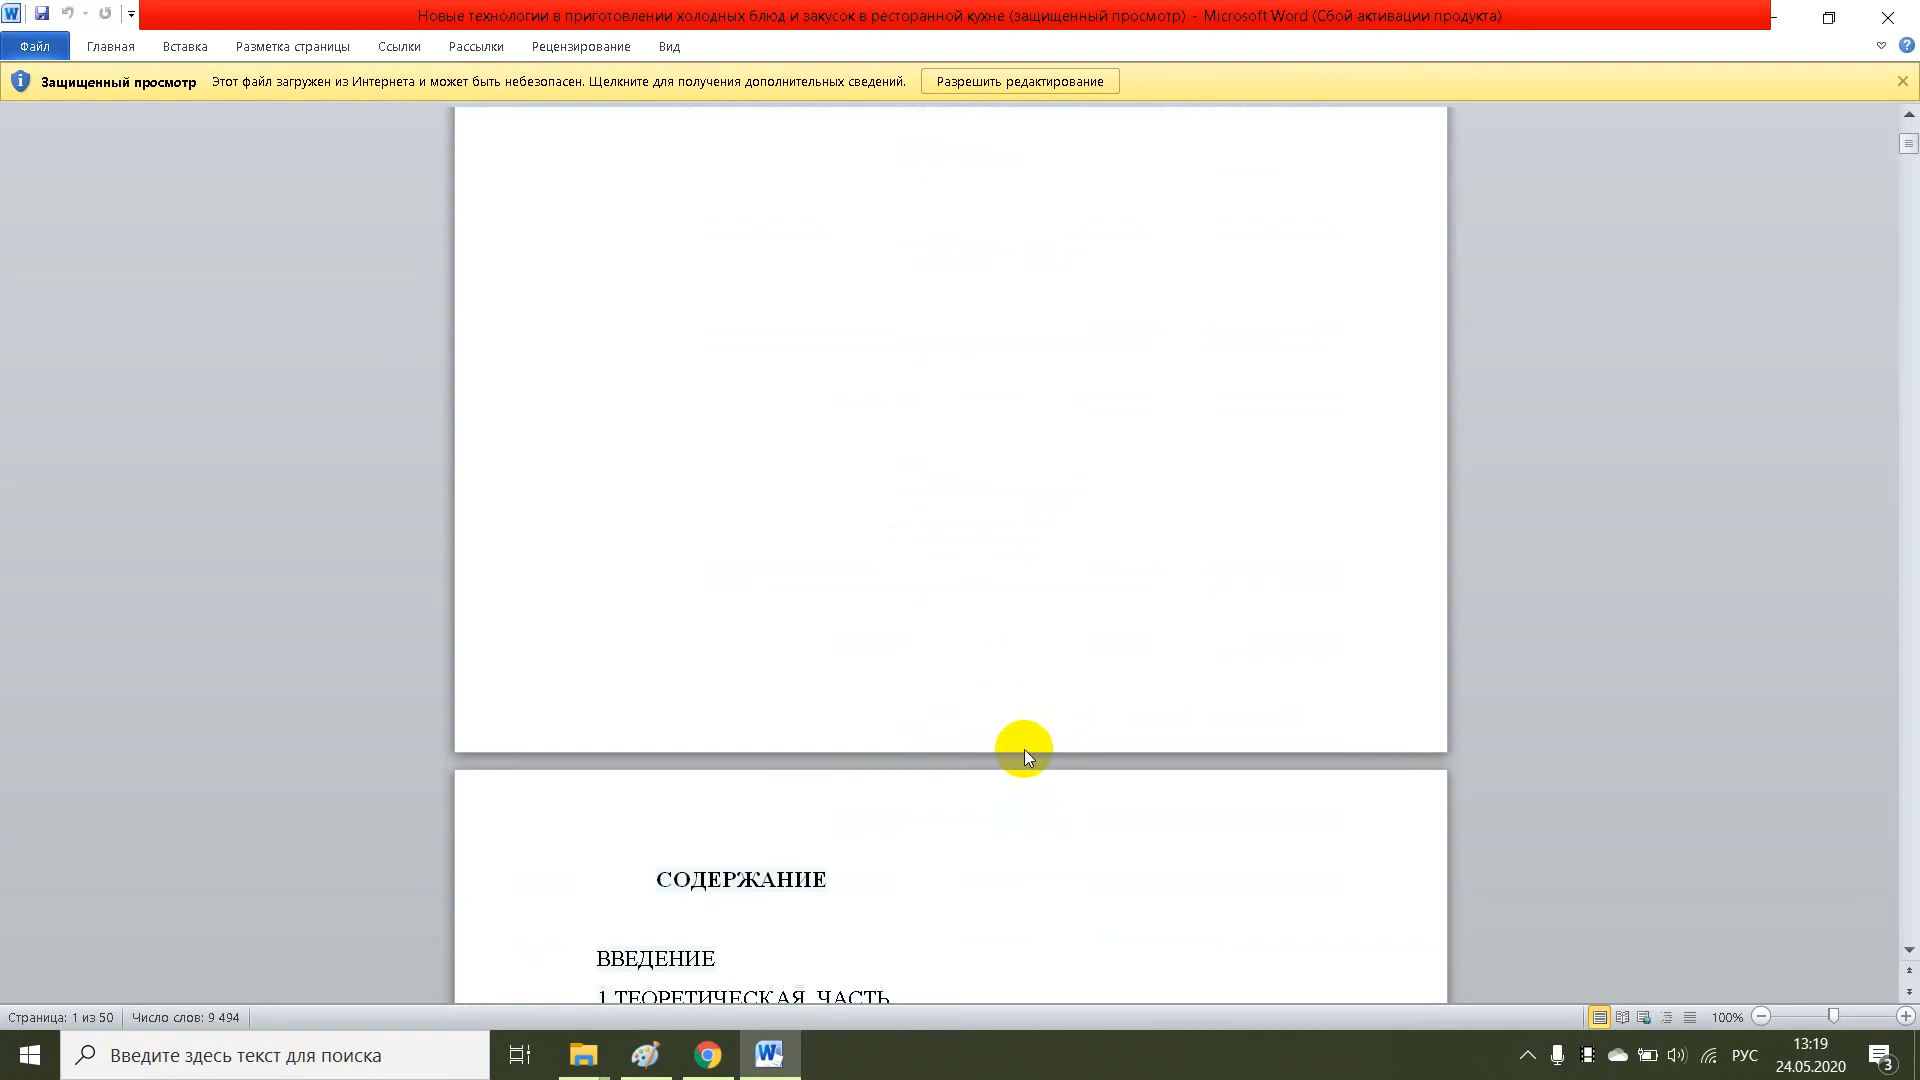 Новые технологии в приготовлении холодных блюд и закусок в ресторанной кухне (защищенный просмотр) - Microsoft Word (Сбой активации продукта)
Файл Главная Вставка Разметка страницы Ссылки Рассылки Рецензирование Вид
Защищенный просмотр Этот файл загружен из Интернета и может быть небезопасен. Щелкните для получения дополнительных сведений. Разрешить редактирование
СОДЕРЖАНИЕ
ВВЕДЕНИЕ
1 ТЕОРЕТИЧЕСКАЯ ЧАСТЬ
Страница: 1 из 50 Число слов: 9 494 100%
Введите здесь текст для поиска
РУС
13:19
24.05.2020
3